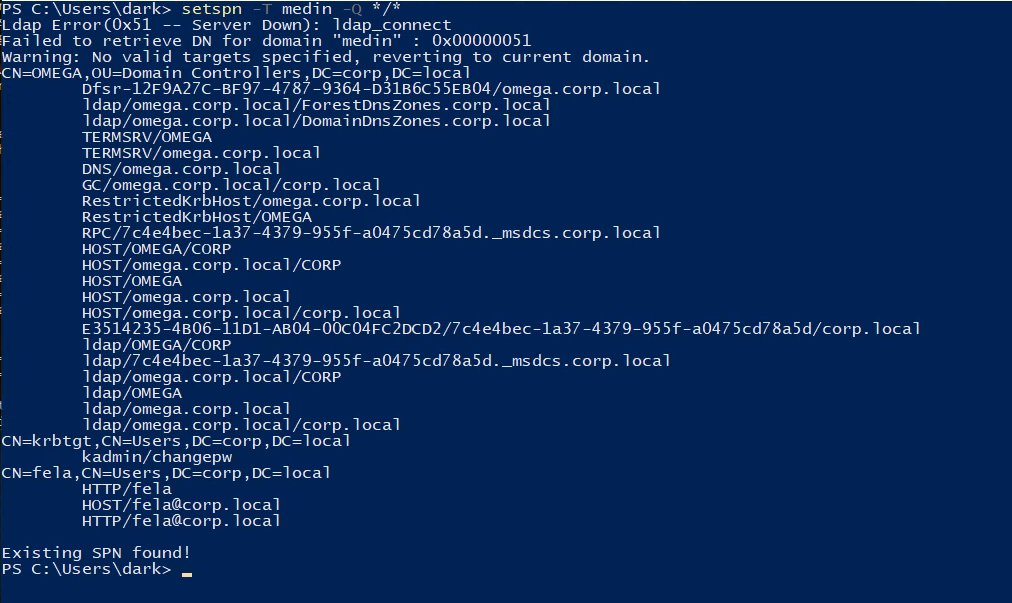 PS C:\Users\dark> setspn -T medin -Q */*
Ldap Error(0x51 -- Server Down): ldap_connect
Failed to retrieve DN for domain "medin" : 0x00000051
Warning: No valid targets specified, reverting to current domain.
CN=OMEGA,OU=Domain Controllers,DC=corp,DC=local
        Dfsr-12F9A27C-BF97-4787-9364-D31B6C55EB04/omega.corp.local
        ldap/omega.corp.local/ForestDnsZones.corp.local
        ldap/omega.corp.local/DomainDnsZones.corp.local
        TERMSRV/OMEGA
        TERMSRV/omega.corp.local
        DNS/omega.corp.local
        GC/omega.corp.local/corp.local
        RestrictedKrbHost/omega.corp.local
        RestrictedKrbHost/OMEGA
        RPC/7c4e4bec-1a37-4379-955f-a0475cd78a5d._msdcs.corp.local
        HOST/OMEGA/CORP
        HOST/omega.corp.local/CORP
        HOST/OMEGA
        HOST/omega.corp.local
        HOST/omega.corp.local/corp.local
        E3514235-4B06-11D1-AB04-00C04FC2DCD2/7c4e4bec-1a37-4379-955f-a0475cd78a5d/corp.local
        ldap/OMEGA/CORP
        ldap/7c4e4bec-1a37-4379-955f-a0475cd78a5d._msdcs.corp.local
        ldap/omega.corp.local/CORP
        ldap/OMEGA
        ldap/omega.corp.local
        ldap/omega.corp.local/corp.local
CN=krbtgt,CN=Users,DC=corp,DC=local
        kadmin/changepw
CN=fela,CN=Users,DC=corp,DC=local
        HTTP/fela
        HOST/fela@corp.local
        HTTP/fela@corp.local

Existing SPN found!
PS C:\Users\dark>